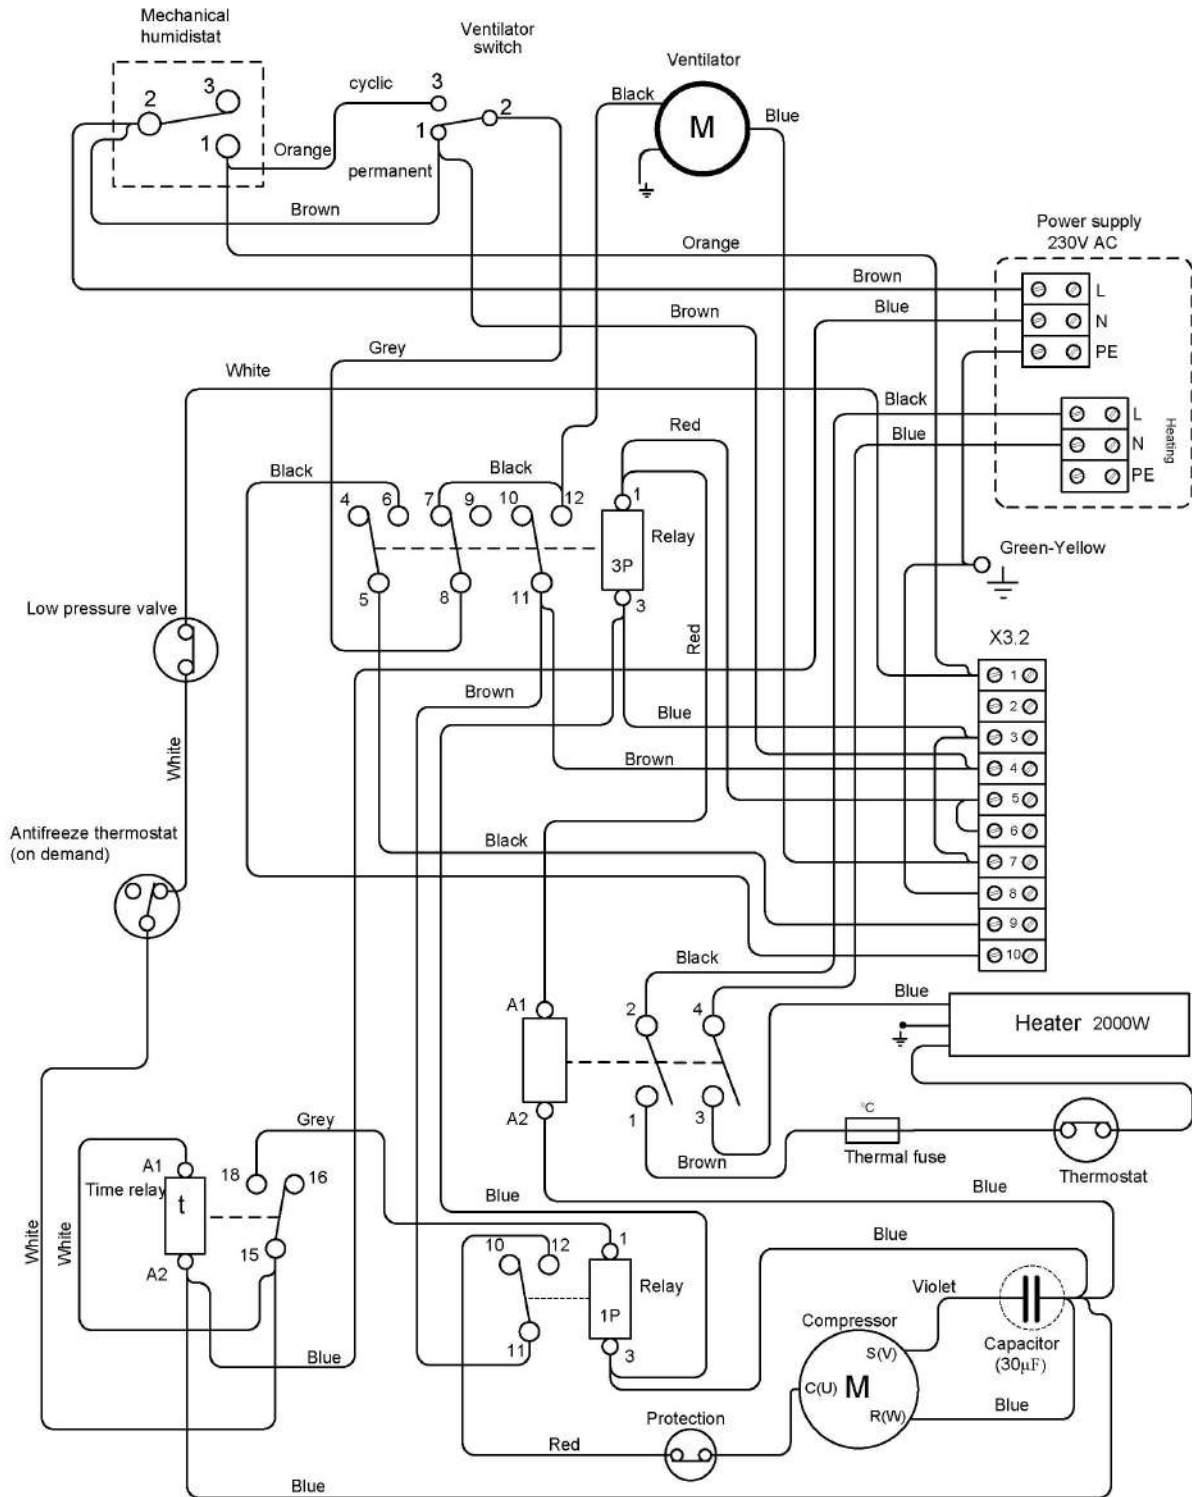 Mechanical
humidistat
Ventilator
switch
Ventilator
3
2
1
cyclic
3
2
1
permanent
Orange
Brown
Black
M
Blue
Orange
Power supply
230V AC
Brown
L
Blue
N
Brown
PE
Grey
White
Black
L
Blue
N
PE
Heating
Red
Black
Black
4
6
7
9
10
12
1
Relay
3P
5
8
11
3
Green-Yellow
Low pressure valve
X3.2
Red
Brown
Blue
Brown
1
2
3
4
5
6
7
8
9
10
White
Antifreeze thermostat
(on demand)
Black
Black
A1
2
4
Blue
Heater 2000W
A2
1
3
°C
Thermal fuse
Thermostat
Brown
Grey
A1
Time relay
t
18
16
15
A2
White
White
Blue
Blue
Blue
10
12
1
Relay
1P
11
3
Blue
Violet
Compressor
Capacitor
(30µF)
S(V)
C(U)
M
R(W)
Blue
Protection
Red
Blue